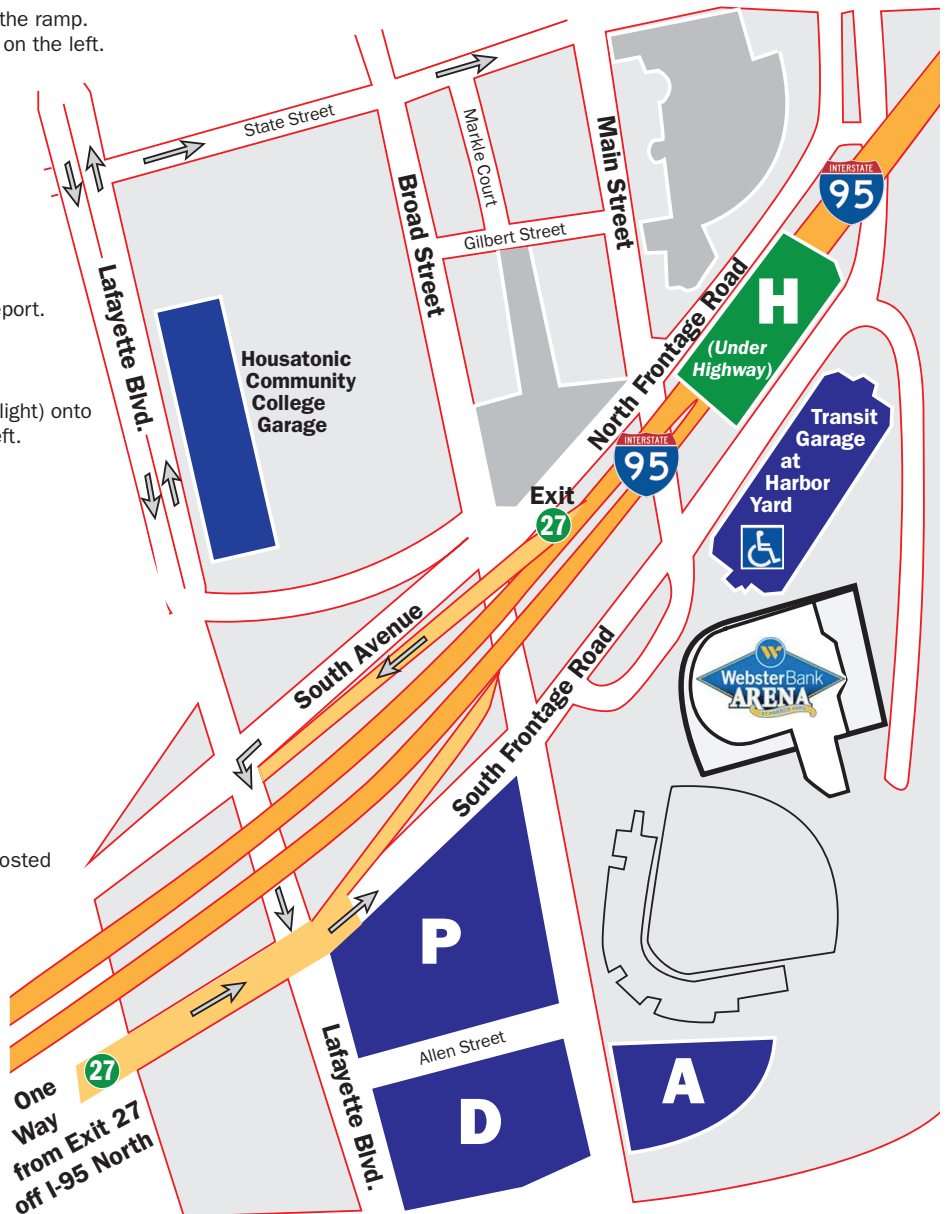 the ramp.
on the left.
State Street
Markle Court
Main Street
Broad Street
Gilbert Street
INTERSTATE
95
Lafayette Blvd.
North Frontage Road
H
(Under
Highway)
eport.
Housatonic
Community
College
Garage
light) onto
eft.
INTERSTATE
95
Transit
Garage
at
Harbor
Yard
Exit
27
South Avenue
South Frontage Road
WebsterBank
ARENA
osted
P
Allen Street
Lafayette Blvd.
D
A
27
One
Way
from Exit 27
off I-95 North